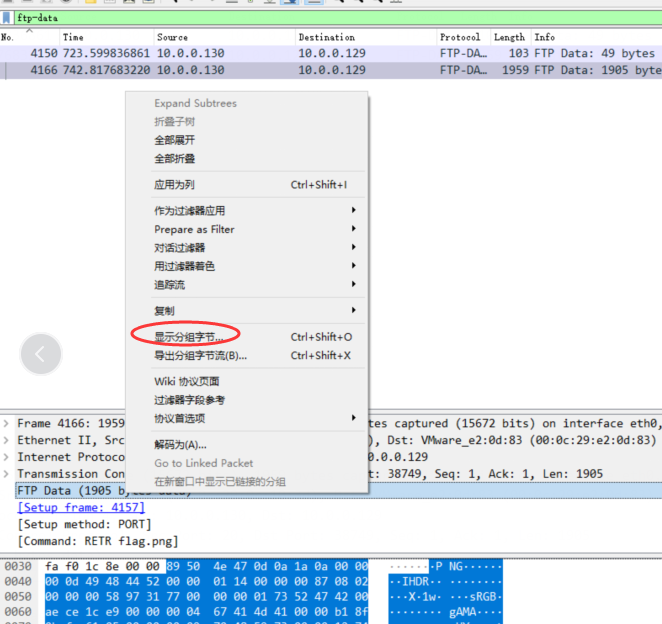 ftp-data
No. Time Source Destination Protocol Length Info
4150 723.599836861 10.0.0.130 10.0.0.129 FTP-DA… 103 FTP Data: 49 bytes
4166 742.817683220 10.0.0.130 10.0.0.129 FTP-DA… 1959 FTP Data: 1905 byte
Expand Subtrees
折叠子树
全部展开
全部折叠
应用为列 Ctrl+Shift+I
作为过滤器应用
Prepare as Filter
对话过滤器
用过滤器着色
追踪流
复制
显示分组字节... Ctrl+Shift+O
导出分组字节流(B)... Ctrl+Shift+X
Wiki 协议页面
过滤器字段参考
协议首选项
解码为(A)...
Go to Linked Packet
在新窗口中显示已链接的分组
Frame 4166: 1959 tes captured (15672 bits) on interface eth0,
Ethernet II, Src ), Dst: VMware_e2:0d:83 (00:0c:29:e2:0d:83)
Internet Protoco 0.0.0.129
Transmission Con t: 38749, Seq: 1, Ack: 1, Len: 1905
FTP Data (1905 bytes data)
[Setup frame: 4157]
[Setup method: PORT]
[Command: RETR flag.png]
0030 fa f0 1c 8e 00 00 89 50 4e 47 0d 0a 1a 0a 00 00 ·······P NG······
0040 00 0d 49 48 44 52 00 00 01 14 00 00 00 87 08 02 ··IHDR·· ········
0050 00 00 00 58 97 31 77 00 00 00 01 73 52 47 42 00 ···X·1w· ···sRGB·
0060 ae ce 1c e9 00 00 00 04 67 41 4d 41 00 00 b1 8f ········ gAMA····